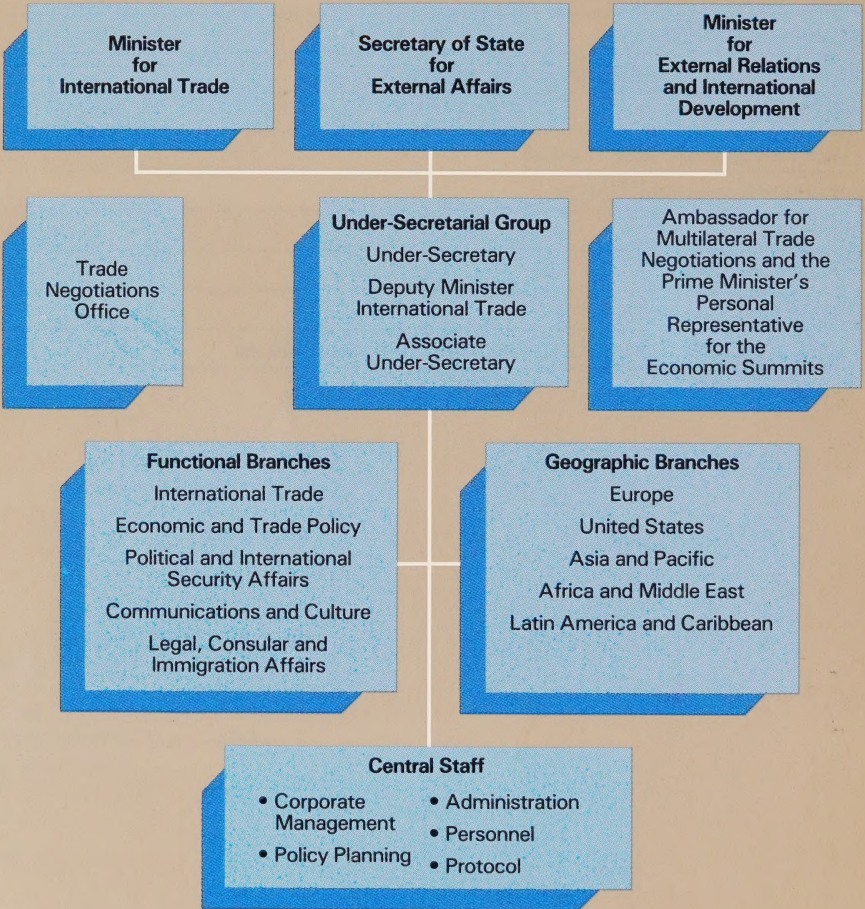 Minister
for
International Trade
Secretary of State
for
External Affairs
Minister
for
External Relations
and International
Development
Trade
Negotiations
Office
Under-Secretarial Group
Under-Secretary
Deputy Minister
International Trade
Associate
Under-Secretary
Ambassador for
Multilateral Trade
Negotiations and the
Prime Minister's
Personal
Representative
for the
Economic Summits
Functional Branches
International Trade
Economic and Trade Policy
Political and International
Security Affairs
Communications and Culture
Legal, Consular and
Immigration Affairs
Geographic Branches
Europe
United States
Asia and Pacific
Africa and Middle East
Latin America and Caribbean
Central Staff
• Corporate
Management
• Policy Planning
• Administration
• Personnel
• Protocol